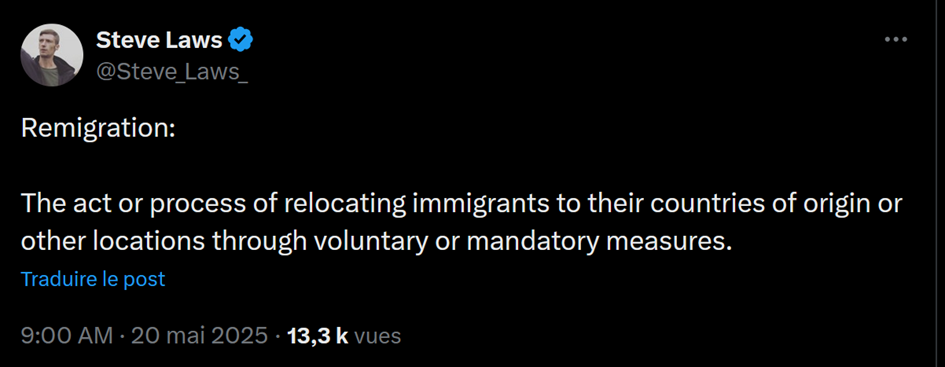 Steve Laws
@Steve_Laws_
Remigration:
The act or process of relocating immigrants to their countries of origin or
other locations through voluntary or mandatory measures.
Traduire le post
9:00 AM · 20 mai 2025 · 13,3 k vues